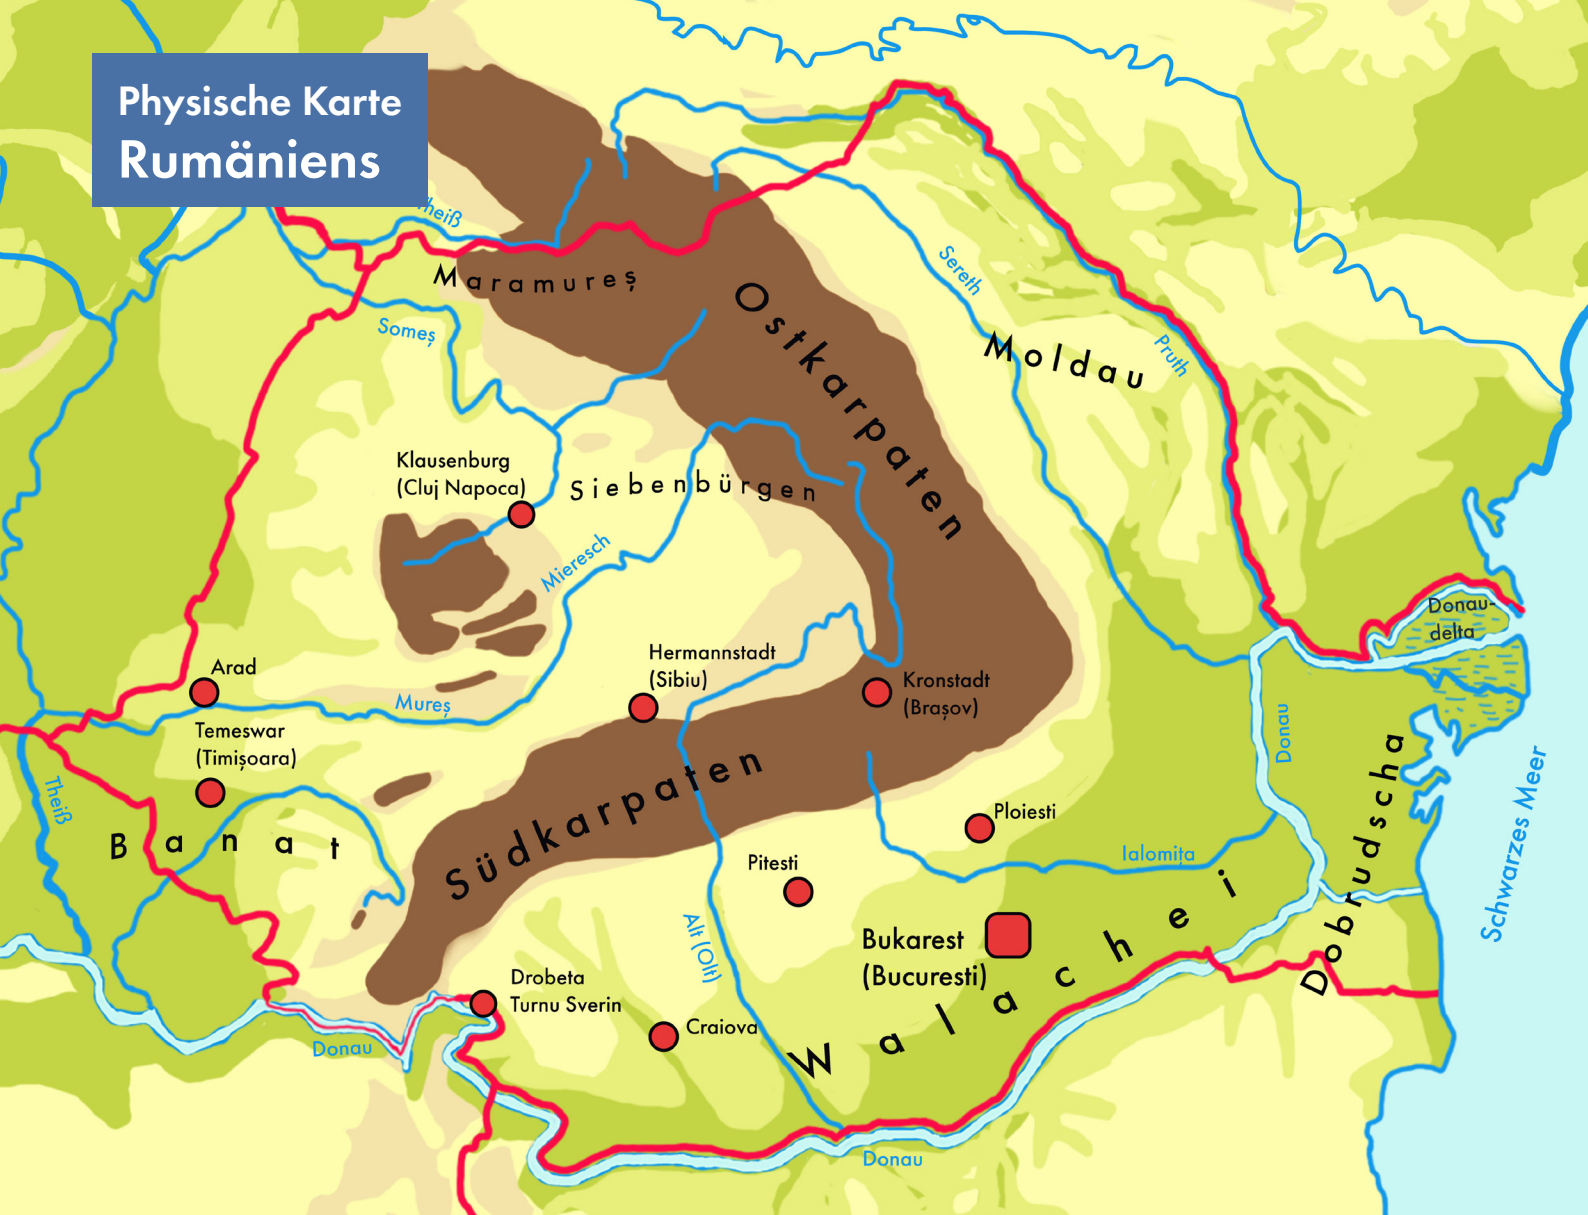 Physische Karte
Rumäniens
Theiß
Maramureș
Someș
Ostkarpaten
Sereth
Moldau
Pruth
Klausenburg
(Cluj Napoca)
Siebenbürgen
Mieresch
Donau-
delta
Arad
Hermannstadt
(Sibiu)
Kronstadt
(Brașov)
Mureș
Temeswar
(Timișoara)
Donau
Theiß
Banat
Südkarpaten
Ploiesti
Ialomița
Pitesti
Dobrudscha
Schwarzes Meer
Alt (Olt)
Bukarest
(Bucuresti)
Walachei
Drobeta
Turnu Sverin
Craiova
Donau
Donau